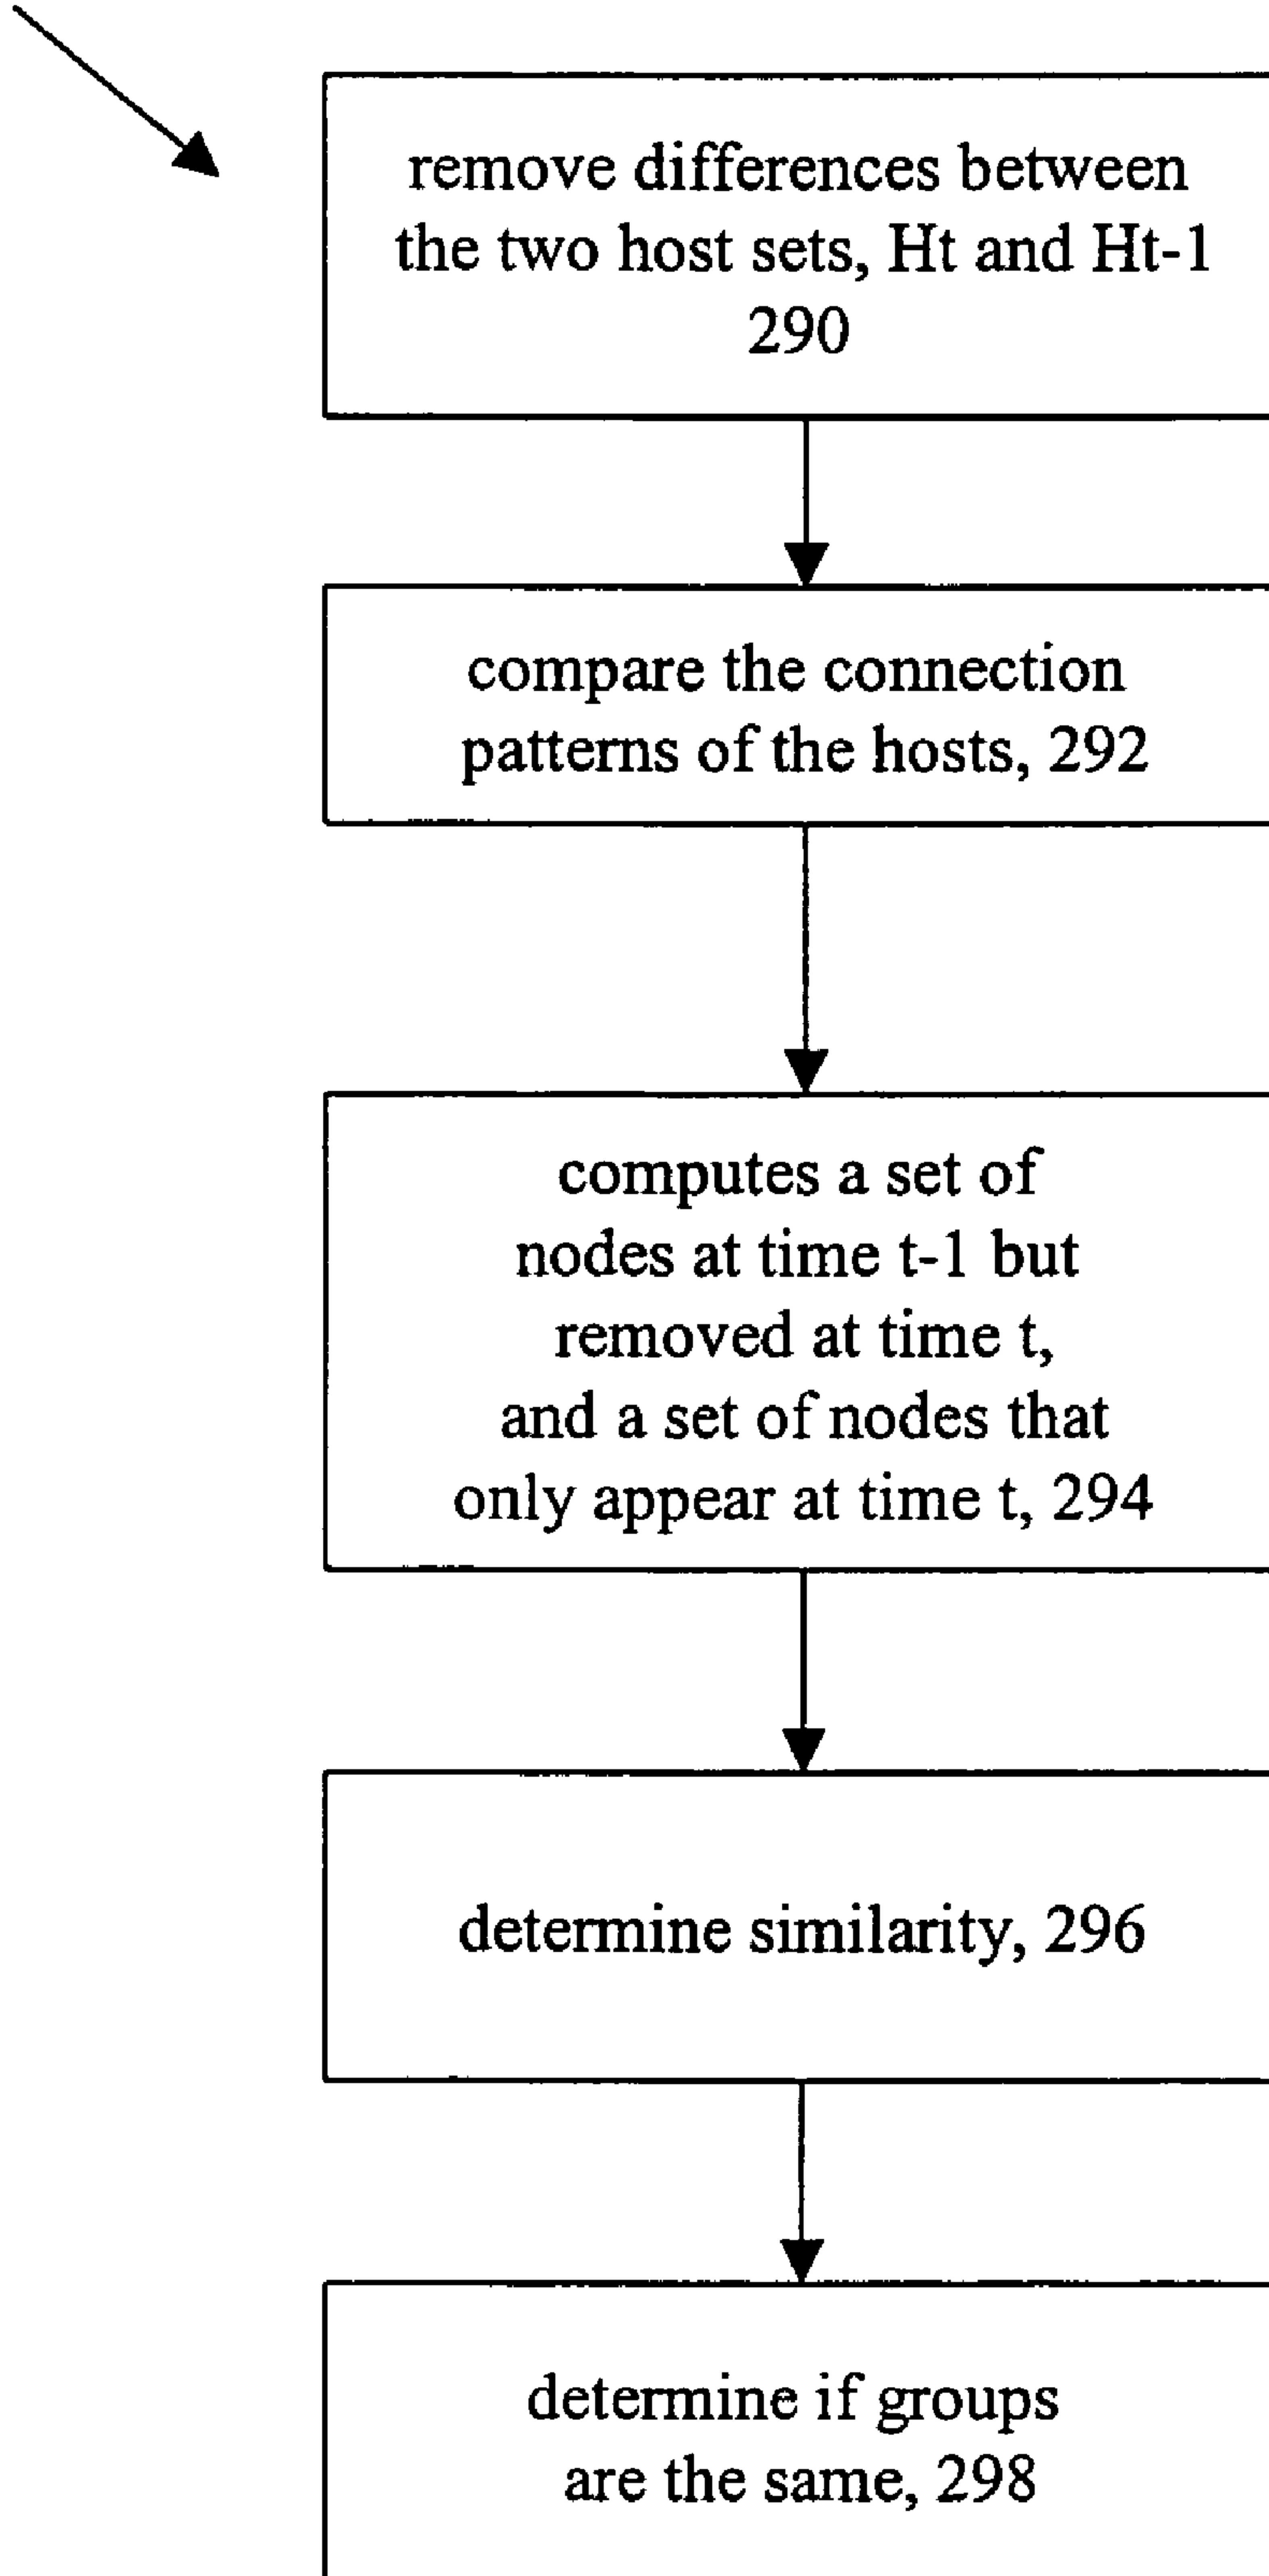 remove differences between
the two host sets, Ht and Ht-1
290
compare the connection
patterns of the hosts, 292
computes a set of
nodes at time t-1 but
removed at time t,
and a set of nodes that
only appear at time t, 294
determine similarity, 296
determine if groups
are the same, 298